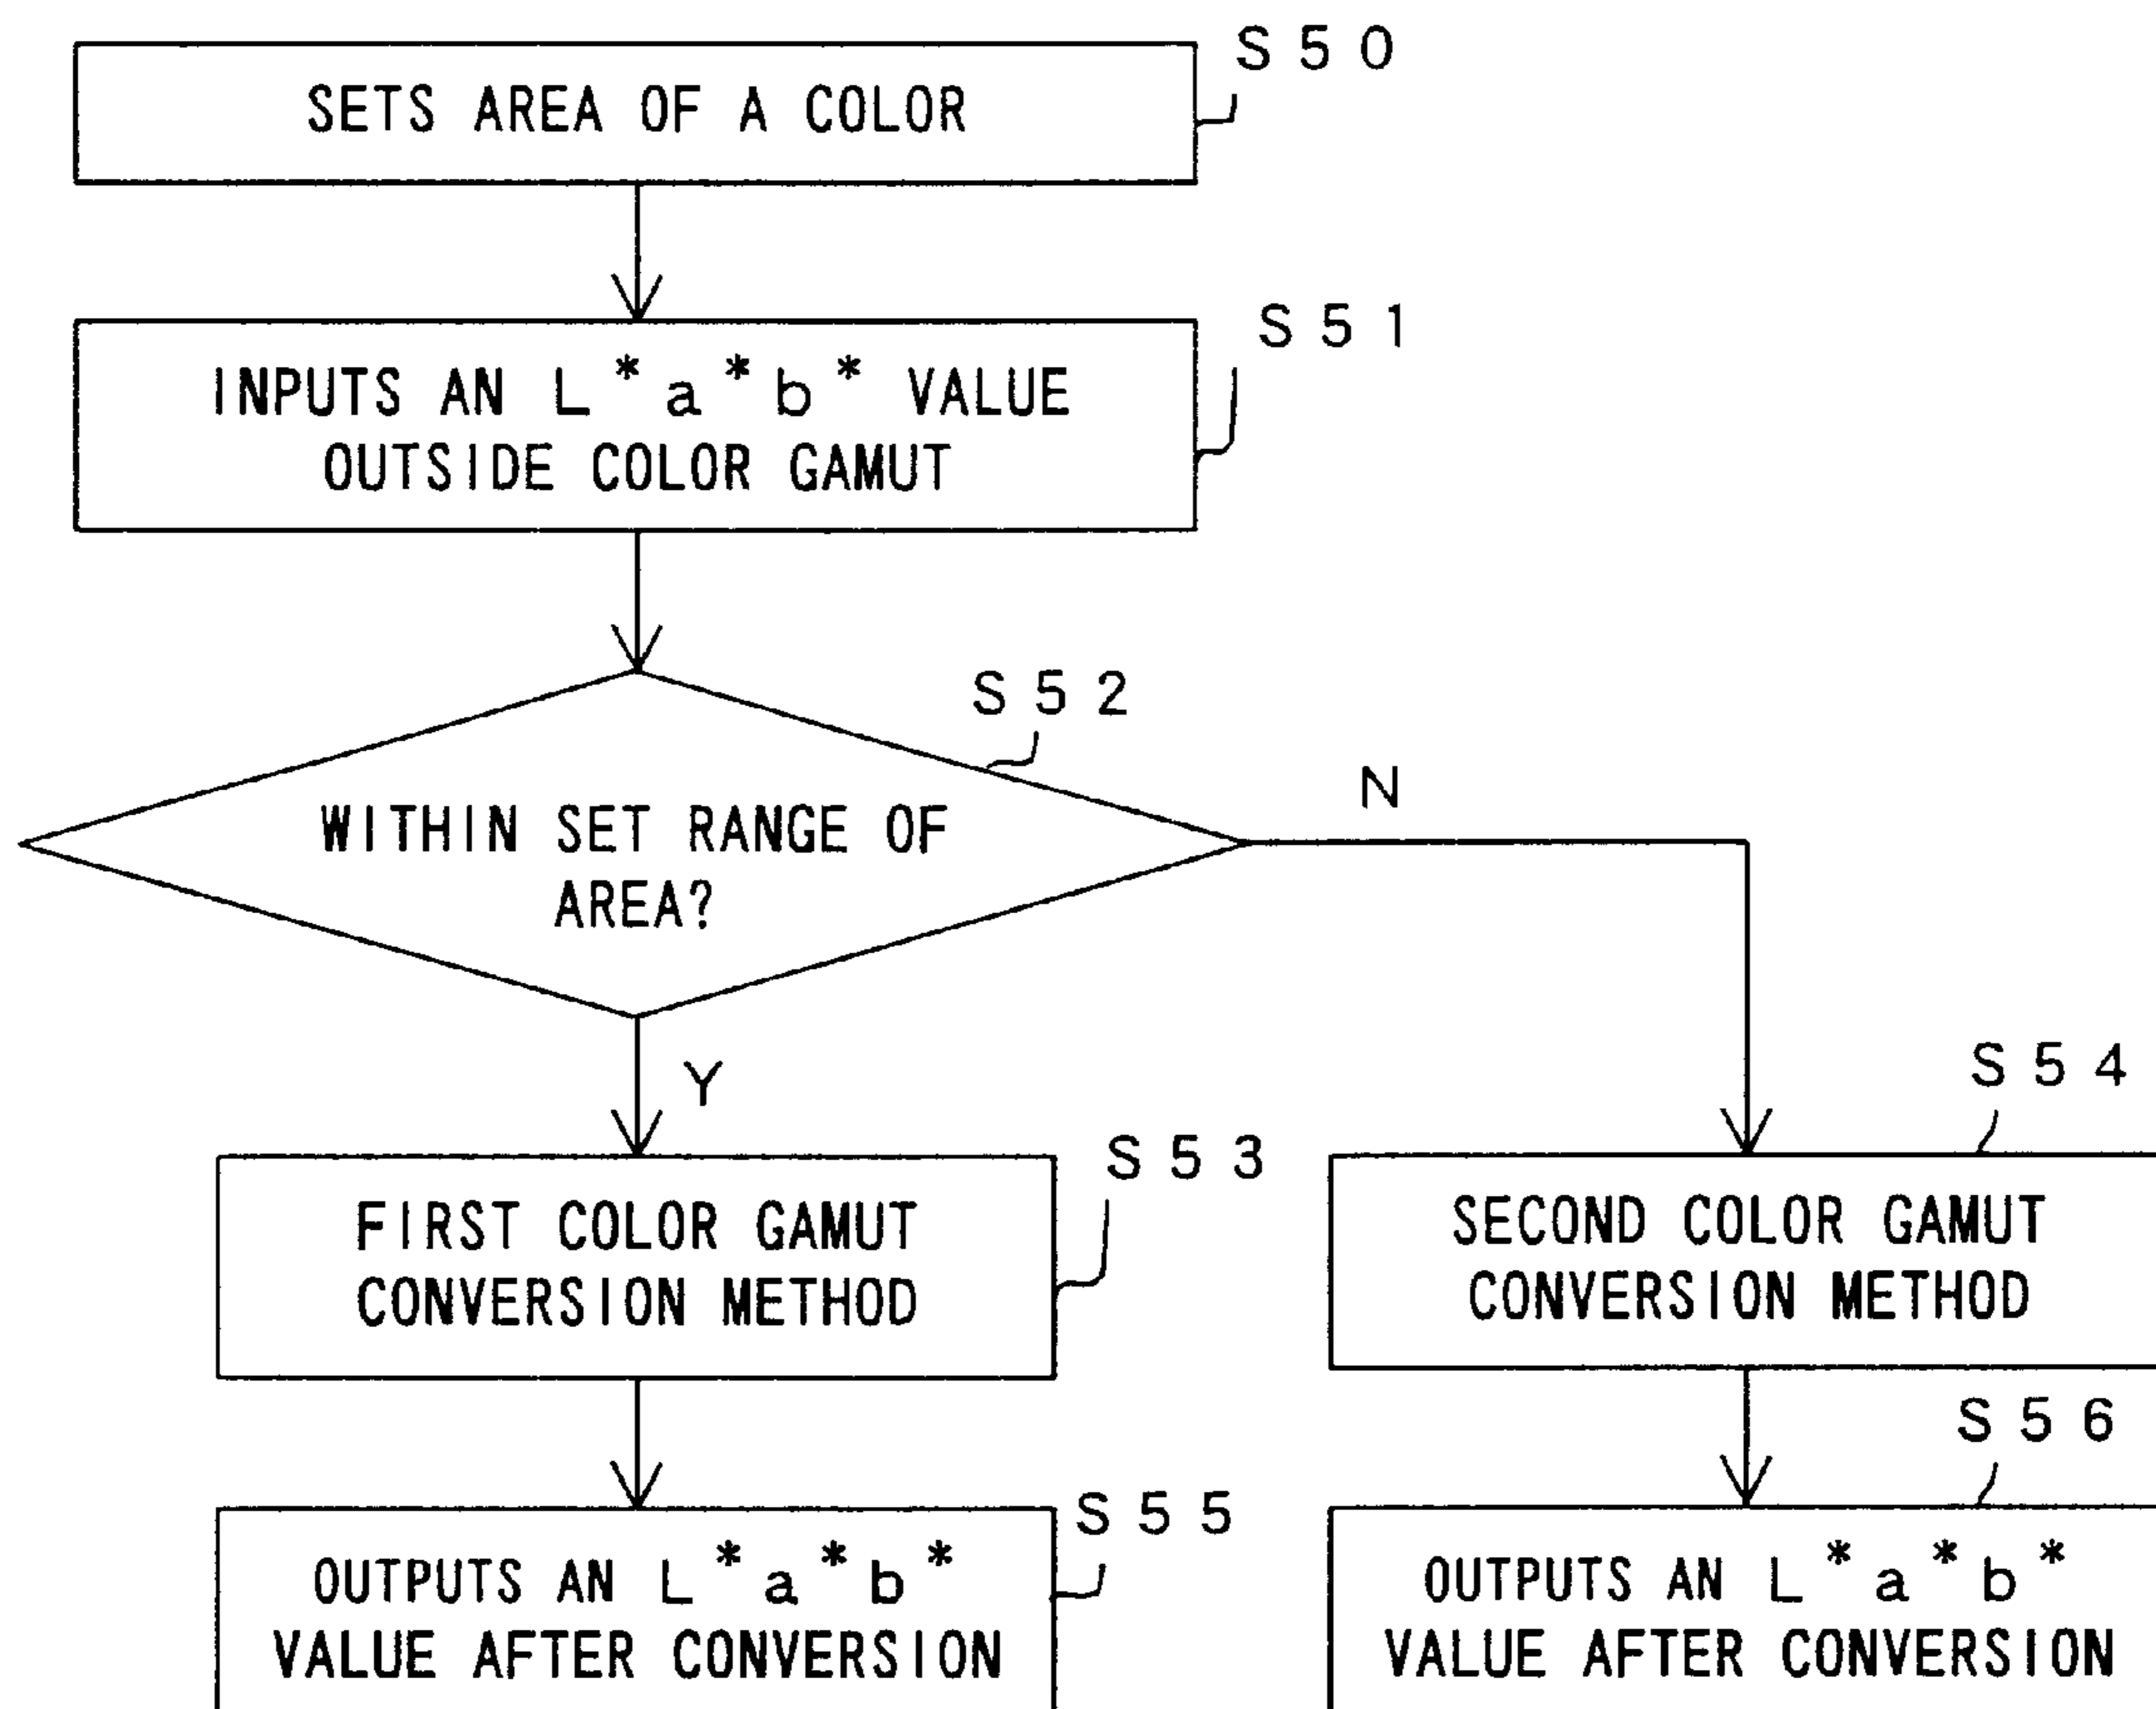 S50
SETS AREA OF A COLOR
S51
INPUTS AN L*a*b* VALUE
OUTSIDE COLOR GAMUT
S52
WITHIN SET RANGE OF
AREA?
N
Y
S53
FIRST COLOR GAMUT
CONVERSION METHOD
S54
SECOND COLOR GAMUT
CONVERSION METHOD
S55
OUTPUTS AN L*a*b*
VALUE AFTER CONVERSION
S56
OUTPUTS AN L*a*b*
VALUE AFTER CONVERSION